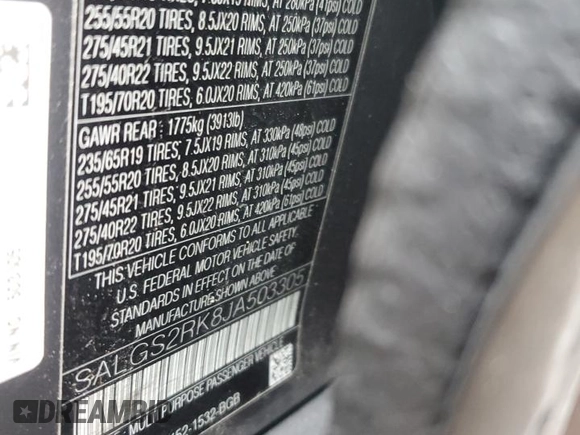 255/55R20 TIRES, 8.5JX20 RIMS, AT 250kPa (37psi) COLD
275/45R21 TIRES, 9.5JX21 RIMS, AT 250kPa (37psi) COLD
275/40R22 TIRES, 9.5JX22 RIMS, AT 250kPa (37psi) COLD
T195/70R20 TIRES, 6.0JX20 RIMS, AT 420kPa (61psi) COLD
GAWR REAR : 1775kg (3913lb)
235/65R19 TIRES, 7.5JX19 RIMS, AT 330kPa (48psi) COLD
255/55R20 TIRES, 8.5JX20 RIMS, AT 310kPa (45psi) COLD
275/45R21 TIRES, 9.5JX21 RIMS, AT 310kPa (45psi) COLD
275/40R22 TIRES, 9.5JX22 RIMS, AT 310kPa (45psi) COLD
T195/70R20 TIRES, 6.0JX20 RIMS, AT 420kPa (61psi) COLD
THIS VEHICLE CONFORMS TO ALL APPLICABLE
U.S. FEDERAL MOTOR VEHICLE SAFETY
STANDARDS IN EFFECT ON THE DATE OF
MANUFACTURE SHOWN ABOVE.
SALGS2RK8JA503305
MULTI PURPOSE PASSENGER VEHICLE
52-1532-BGB
DREAMBID